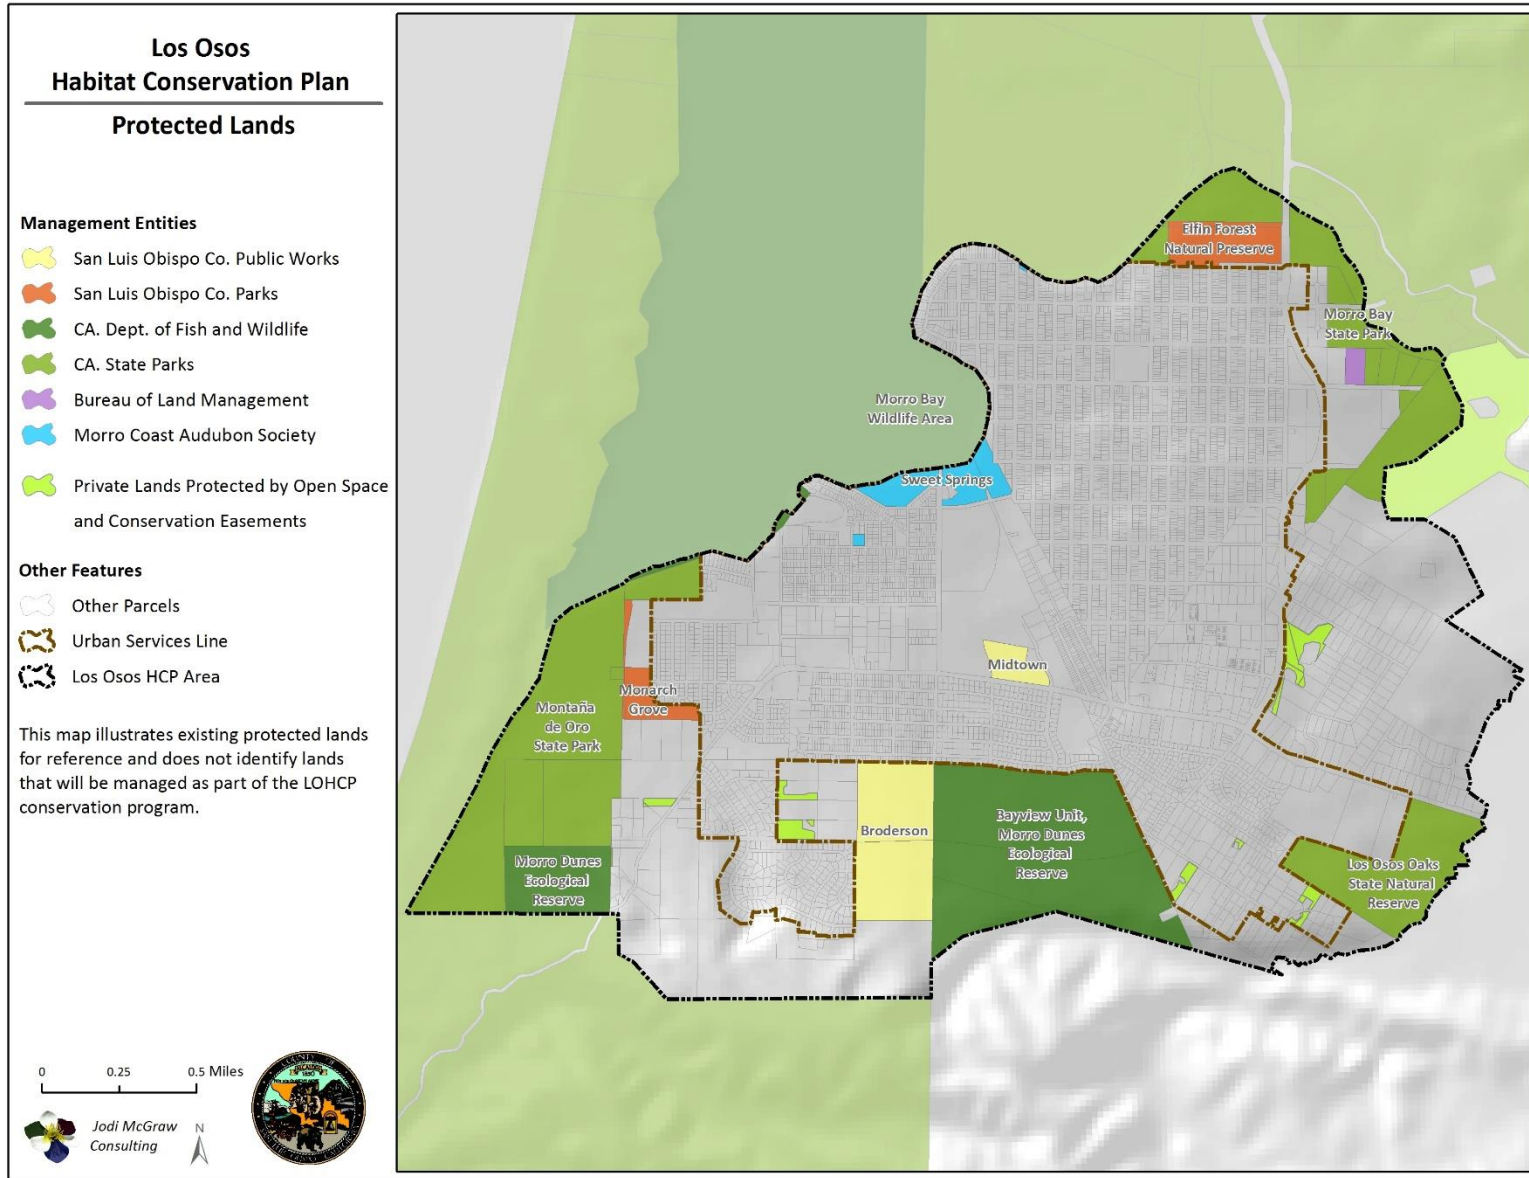 Los Osos
Habitat Conservation Plan
Protected Lands
Management Entities
San Luis Obispo Co. Public Works
San Luis Obispo Co. Parks
CA. Dept. of Fish and Wildlife
CA. State Parks
Bureau of Land Management
Morro Coast Audubon Society
Private Lands Protected by Open Space
and Conservation Easements
Other Features
Other Parcels
Urban Services Line
Los Osos HCP Area
This map illustrates existing protected lands
for reference and does not identify lands
that will be managed as part of the LOHCP
conservation program.
0 0.25 0.5 Miles
Jodi McGraw
Consulting
N
Elfin Forest
Natural Preserve
Morro Bay
State Park
Morro Bay
Wildlife Area
Sweet Springs
Midtown
Monarch
Grove
Montaña
de Oro
State Park
Broderson
Bayview Unit,
Morro Dunes
Ecological
Reserve
Morro Dunes
Ecological
Reserve
Los Osos Oaks
State Natural
Reserve